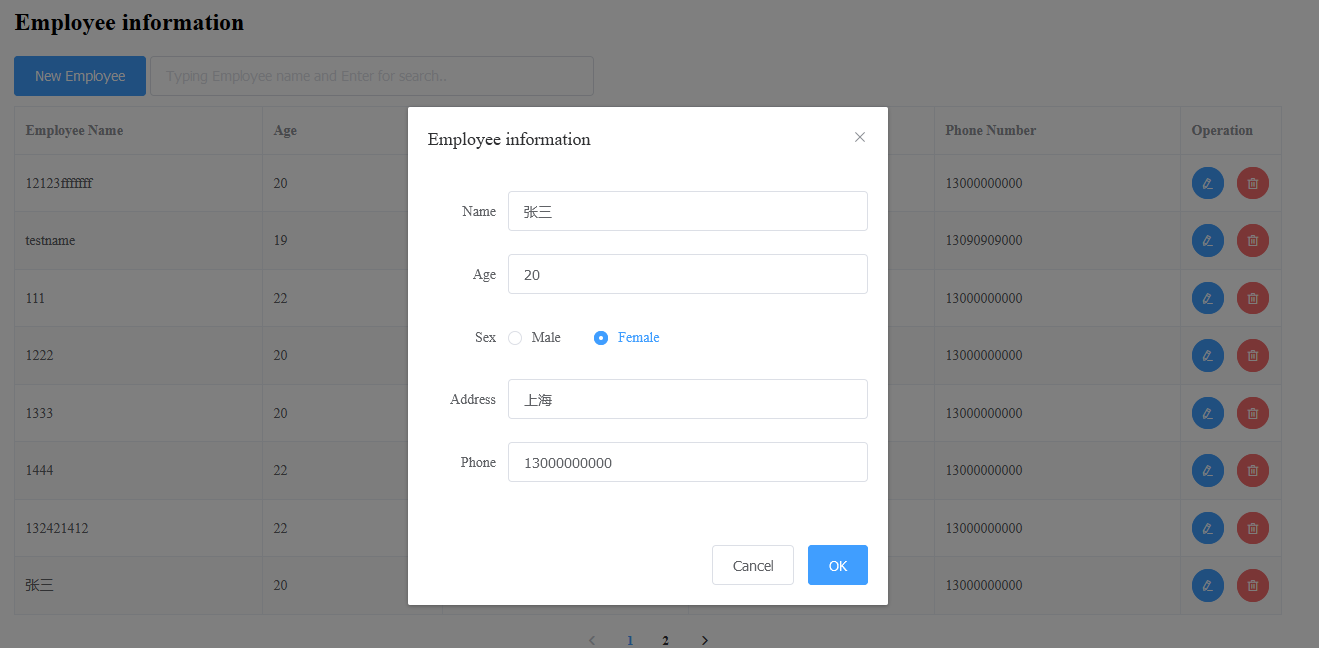 Employee information
New Employee
Typing Employee name and Enter for search..
Employee Name Age Phone Number Operation
12123fffffff 20 13000000000
testname 19 13090909000
111 22 13000000000
1222 20 13000000000
1333 20 13000000000
1444 22 13000000000
132421412 22 13000000000
张三 20 13000000000
1 2
Employee information
Name 张三
Age 20
Sex Male Female
Address 上海
Phone 13000000000
Cancel OK